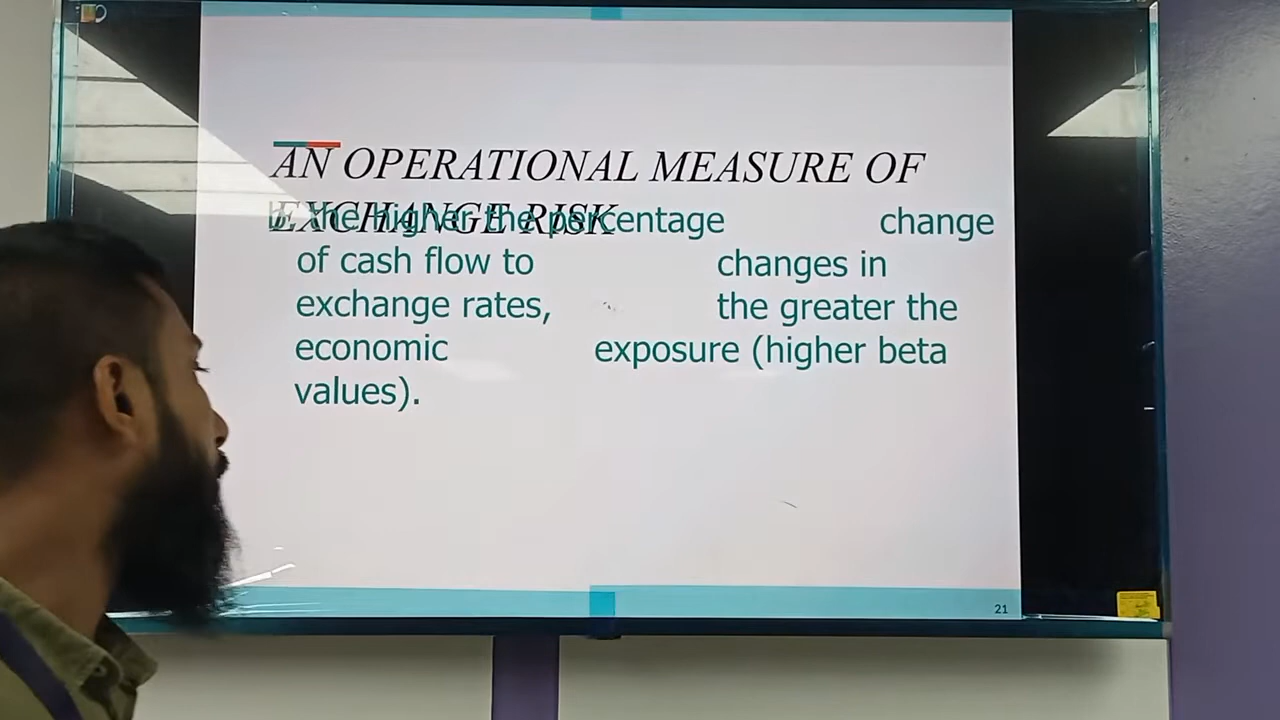 AN OPERATIONAL MEASURE OF
EXCHANGE RISK
b. the higher the percentage change
of cash flow to changes in
exchange rates, the greater the
economic exposure (higher beta
values).
21